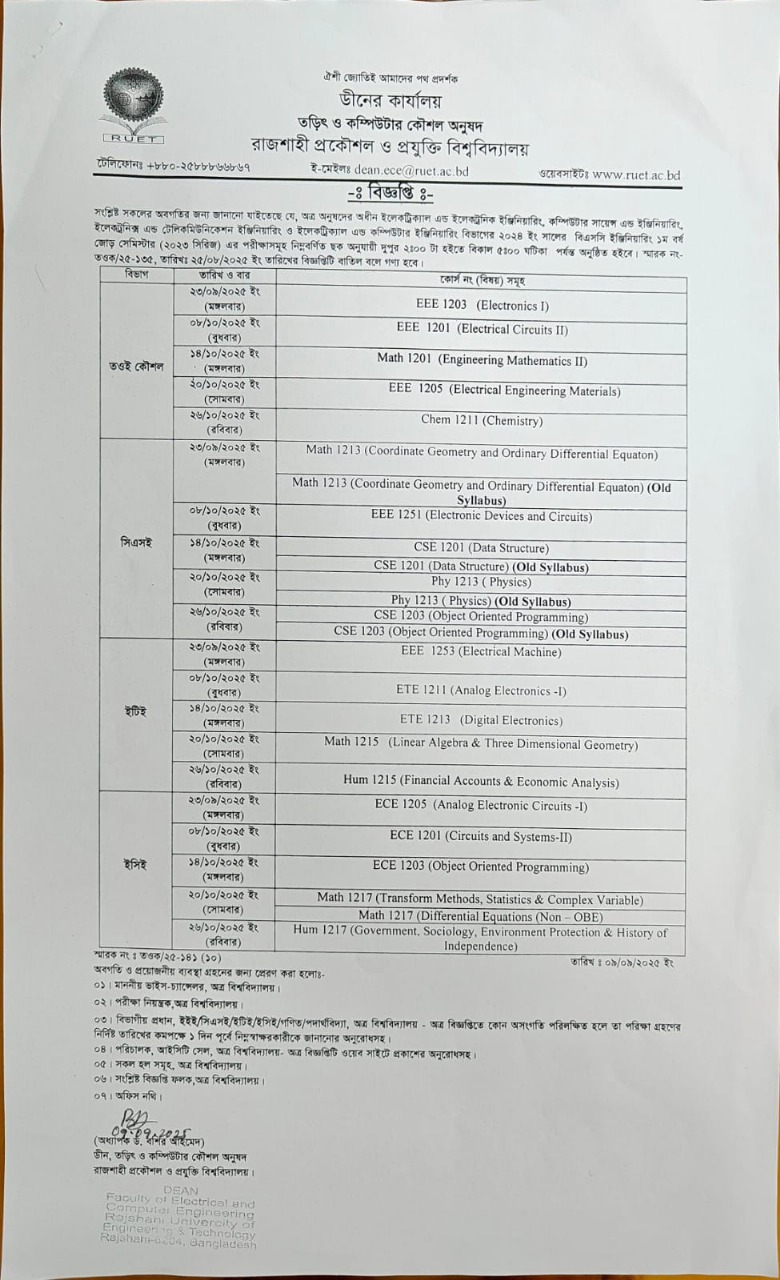 ঐশী জ্যোতিই আমাদের পথ প্রদর্শক
ডীনের কার্যালয়
তড়িৎ ও কম্পিউটার কৌশল অনুষদ
রাজশাহী প্রকৌশল ও প্রযুক্তি বিশ্ববিদ্যালয়
RUET
টেলিফোনঃ +৮৮০-২৫৮৮৮৬৬৮৬৭
ই-মেইলঃ dean.ece@ruet.ac.bd
ওয়েবসাইটঃ www.ruet.ac.bd
-ঃ বিজ্ঞপ্তি ঃ-
সংশ্লিষ্ট সকলের অবগতির জন্য জানানো যাইতেছে যে, অত্র অনুষদের অধীন ইলেকট্রিক্যাল এন্ড ইলেকট্রনিক ইঞ্জিনিয়ারিং, কম্পিউটার সায়েন্স এন্ড ইঞ্জিনিয়ারিং,
ইলেকট্রনিক্স এন্ড টেলিকমিউনিকেশন ইঞ্জিনিয়ারিং ও ইলেকট্রিক্যাল এন্ড কম্পিউটার ইঞ্জিনিয়ারিং বিভাগের ২০২৪ ইং সালের বিএসসি ইঞ্জিনিয়ারিং ১ম বর্ষ
জোড় সেমিস্টার (২০২৩ সিরিজ) এর পরীক্ষাসমূহ নিম্নবর্ণিত ছক অনুযায়ী দুপুর ২ঃ০০ টা হইতে বিকাল ৫ঃ০০ ঘটিকা পর্যন্ত অনুষ্ঠিত হইবে। স্মারক নং-
তওক/২৫-১৩৫, তারিখঃ ২৫/০৮/২০২৫ ইং তারিখের বিজ্ঞপ্তিটি বাতিল বলে গণ্য হবে।
বিভাগ তারিখ ও বার কোর্স নং (বিষয়) সমূহ
তওই কৌশল
২৩/০৯/২০২৫ ইং
(মঙ্গলবার)
EEE 1203 (Electronics I)
০৮/১০/২০২৫ ইং
(বুধবার)
EEE 1201 (Electrical Circuits II)
১৪/১০/২০২৫ ইং
(মঙ্গলবার)
Math 1201 (Engineering Mathematics II)
২০/১০/২০২৫ ইং
(সোমবার)
EEE 1205 (Electrical Engineering Materials)
২৬/১০/২০২৫ ইং
(রবিবার)
Chem 1211 (Chemistry)
সিএসই
২৩/০৯/২০২৫ ইং
(মঙ্গলবার)
Math 1213 (Coordinate Geometry and Ordinary Differential Equaton)
Math 1213 (Coordinate Geometry and Ordinary Differential Equaton) (Old
Syllabus)
০৮/১০/২০২৫ ইং
(বুধবার)
EEE 1251 (Electronic Devices and Circuits)
১৪/১০/২০২৫ ইং
(মঙ্গলবার)
CSE 1201 (Data Structure)
CSE 1201 (Data Structure) (Old Syllabus)
২০/১০/২০২৫ ইং
(সোমবার)
Phy 1213 ( Physics)
Phy 1213 ( Physics) (Old Syllabus)
২৬/১০/২০২৫ ইং
(রবিবার)
CSE 1203 (Object Oriented Programming)
CSE 1203 (Object Oriented Programming) (Old Syllabus)
ইটিই
২৩/০৯/২০২৫ ইং
(মঙ্গলবার)
EEE 1253 (Electrical Machine)
০৮/১০/২০২৫ ইং
(বুধবার)
ETE 1211 (Analog Electronics -I)
১৪/১০/২০২৫ ইং
(মঙ্গলবার)
ETE 1213 (Digital Electronics)
২০/১০/২০২৫ ইং
(সোমবার)
Math 1215 (Linear Algebra & Three Dimensional Geometry)
২৬/১০/২০২৫ ইং
(রবিবার)
Hum 1215 (Financial Accounts & Economic Analysis)
ইসিই
২৩/০৯/২০২৫ ইং
(মঙ্গলবার)
ECE 1205 (Analog Electronic Circuits -I)
০৮/১০/২০২৫ ইং
(বুধবার)
ECE 1201 (Circuits and Systems-II)
১৪/১০/২০২৫ ইং
(মঙ্গলবার)
ECE 1203 (Object Oriented Programming)
২০/১০/২০২৫ ইং
(সোমবার)
Math 1217 (Transform Methods, Statistics & Complex Variable)
Math 1217 (Differential Equations (Non – OBE)
২৬/১০/২০২৫ ইং
(রবিবার)
Hum 1217 (Government, Sociology, Environment Protection & History of
Independence)
স্মারক নং ঃ তওক/২৫-১৪১ (১০)
তারিখ ঃ ০৯/০৯/২০২৫ ইং
অবগতি ও প্রয়োজনীয় ব্যবস্থা গ্রহনের জন্য প্রেরণ করা হলোঃ-
০১। মাননীয় ভাইস-চ্যান্সেলর, অত্র বিশ্ববিদ্যালয়।
০২। পরীক্ষা নিয়ন্ত্রক,অত্র বিশ্ববিদ্যালয়।
০৩। বিভাগীয় প্রধান, ইইই/সিএসই/ইটিই/ইসিই/গণিত/পদার্থবিদ্যা, অত্র বিশ্ববিদ্যালয় - অত্র বিজ্ঞপ্তিতে কোন অসংগতি পরিলক্ষিত হলে তা পরিক্ষা গ্রহণের
নির্দিষ্ট তারিখের কমপক্ষে ১ দিন পূর্বে নিম্নস্বাক্ষরকারীকে জানানোর অনুরোধসহ।
০৪। পরিচালক, আইসিটি সেল, অত্র বিশ্ববিদ্যালয়- অত্র বিজ্ঞপ্তিটি ওয়েব সাইটে প্রকাশের অনুরোধসহ।
০৫। সকল হল সমূহ, অত্র বিশ্ববিদ্যালয়।
০৬। সংশ্লিষ্ট বিজ্ঞপ্তি ফলক,অত্র বিশ্ববিদ্যালয়।
০৭। অফিস নথি।
09.09.2025
(অধ্যাপক ড. বশির আহমেদ)
ডীন, তড়িৎ ও কম্পিউটার কৌশল অনুষদ
রাজশাহী প্রকৌশল ও প্রযুক্তি বিশ্ববিদ্যালয়।
DEAN
Faculty of Electrical and
Computer Engineering
Rajshahi University of
Engineering & Technology
Rajshahi-6204, Bangladesh